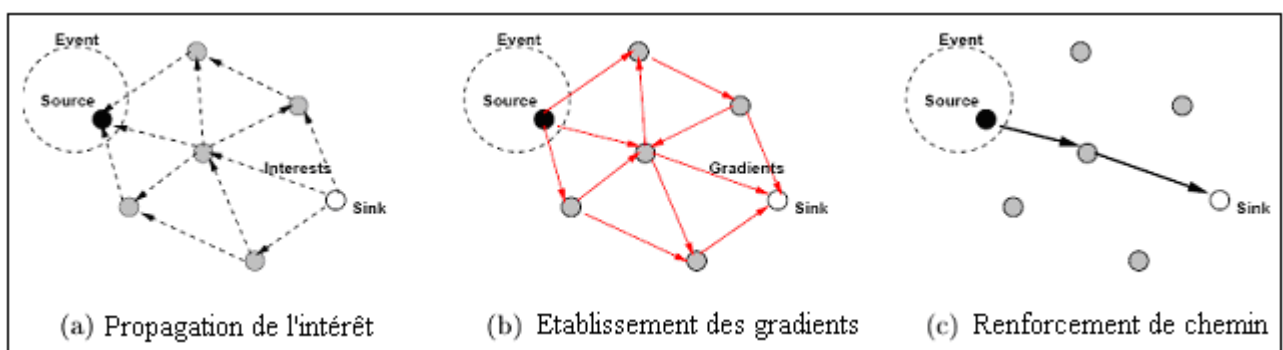 Event
Source
Interests
Sink
(a) Propagation de l'intérêt
Event
Source
Gradients
Sink
(b) Etablissement des gradients
Event
Source
Sink
(c) Renforcement de chemin